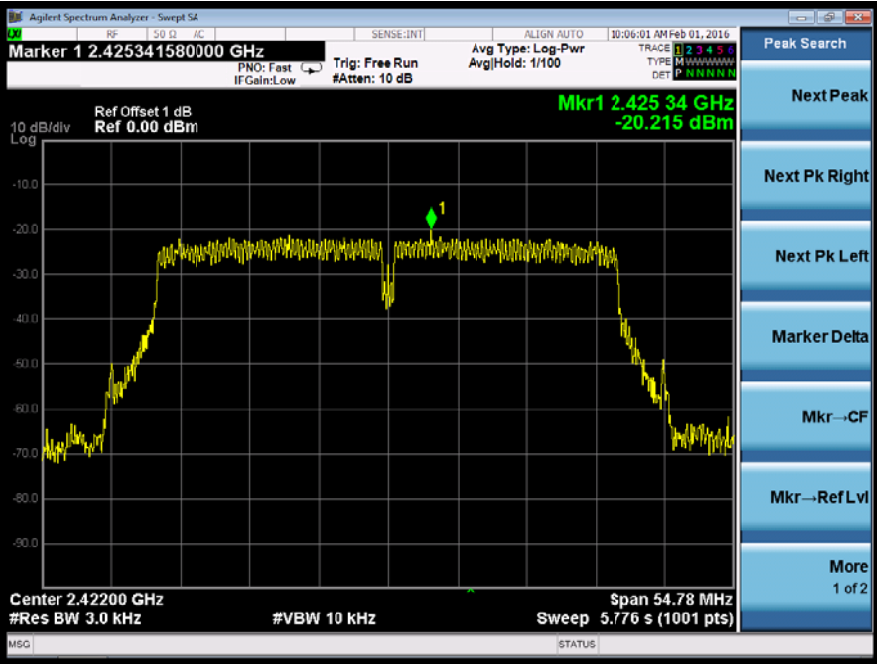 Agilent Spectrum Analyzer - Swept SA
LXI RF 50 Ω AC SENSE:INT ALIGN AUTO 10:06:01 AM Feb 01, 2016
Marker 1 2.425341580000 GHz
PNO: Fast
IFGain:Low
Trig: Free Run
#Atten: 10 dB
Avg Type: Log-Pwr
Avg|Hold: 1/100
TRACE 1 2 3 4 5 6
TYPE M WWWWW
DET P N N N N N
Peak Search
Mkr1 2.425 34 GHz
-20.215 dBm
Ref Offset 1 dB
10 dB/div Ref 0.00 dBm
Log
1
-10.0
-20.0
-30.0
-40.0
-50.0
-60.0
-70.0
-80.0
-90.0
Center 2.42200 GHz Span 54.78 MHz
#Res BW 3.0 kHz #VBW 10 kHz Sweep 5.776 s (1001 pts)
MSG STATUS
Next Peak
Next Pk Right
Next Pk Left
Marker Delta
Mkr→CF
Mkr→Ref Lvl
More
1 of 2